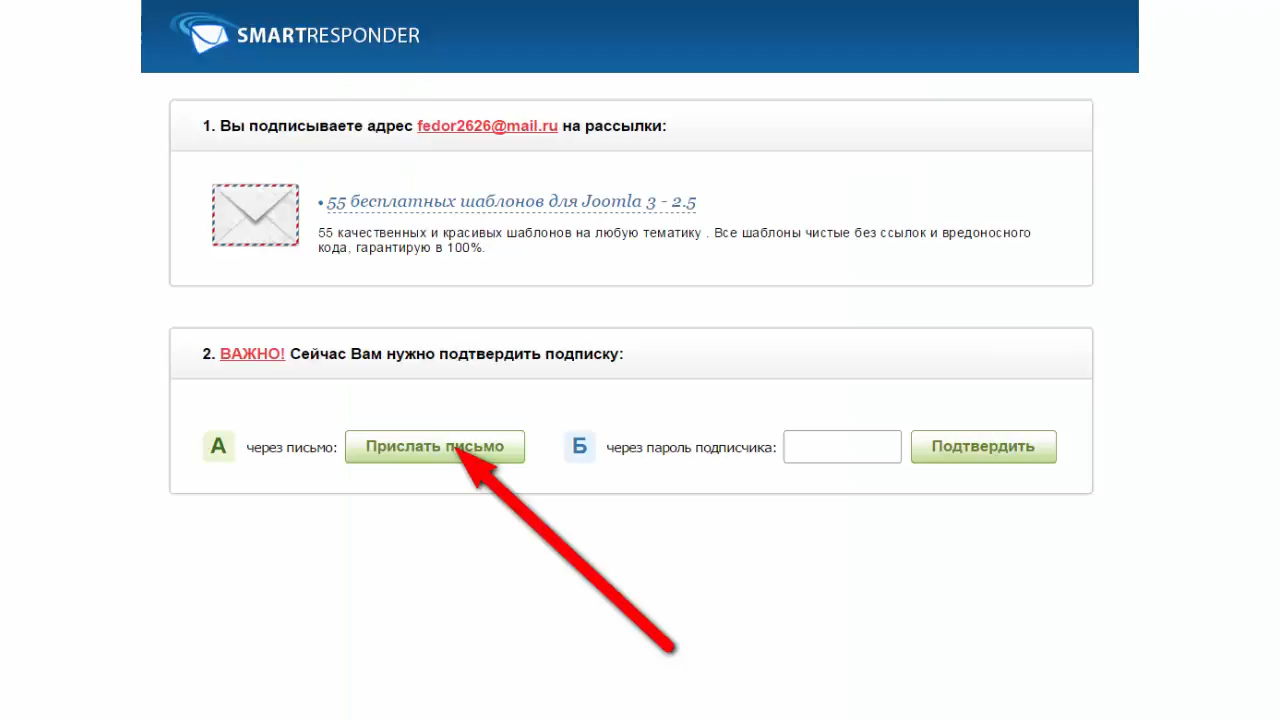 SMARTRESPONDER
1. Вы подписываете адрес fedor2626@mail.ru на рассылки:
• 55 бесплатных шаблонов для Joomla 3 - 2.5
55 качественных и красивых шаблонов на любую тематику . Все шаблоны чистые без ссылок и вредоносного
кода, гарантирую в 100%.
2. ВАЖНО! Сейчас Вам нужно подтвердить подписку:
А через письмо: Прислать письмо Б через пароль подписчика: Подтвердить